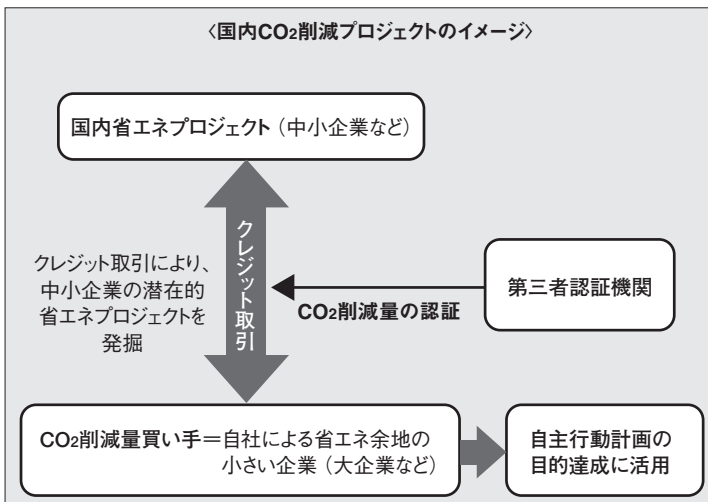 〈国内CO2削減プロジェクトのイメージ〉
国内省エネプロジェクト（中小企業など）
クレジット取引により、
中小企業の潜在的
省エネプロジェクトを
発掘
クレジット取引
CO2削減量の認証
第三者認証機関
CO2削減量買い手＝自社による省エネ余地の
小さい企業（大企業など）
自主行動計画の
目的達成に活用